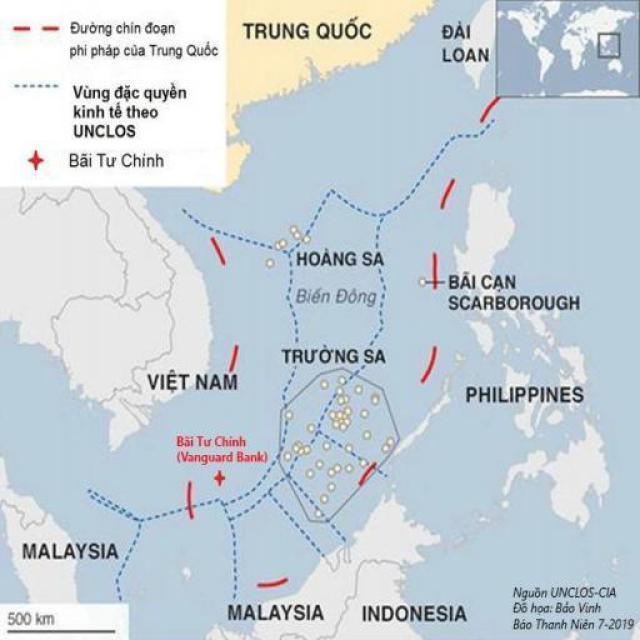 Đường chín đoạn
phi pháp của Trung Quốc
Vùng đặc quyền
kinh tế theo
UNCLOS
Bãi Tư Chính
TRUNG QUỐC
ĐÀI
LOAN
HOÀNG SA
Biển Đông
BÃI CẠN
SCARBOROUGH
TRƯỜNG SA
VIỆT NAM
PHILIPPINES
Bãi Tư Chính
(Vanguard Bank)
MALAYSIA
MALAYSIA
INDONESIA
500 km
Nguồn UNCLOS-CIA
Đồ họa: Bảo Vinh
Báo Thanh Niên 7-2019